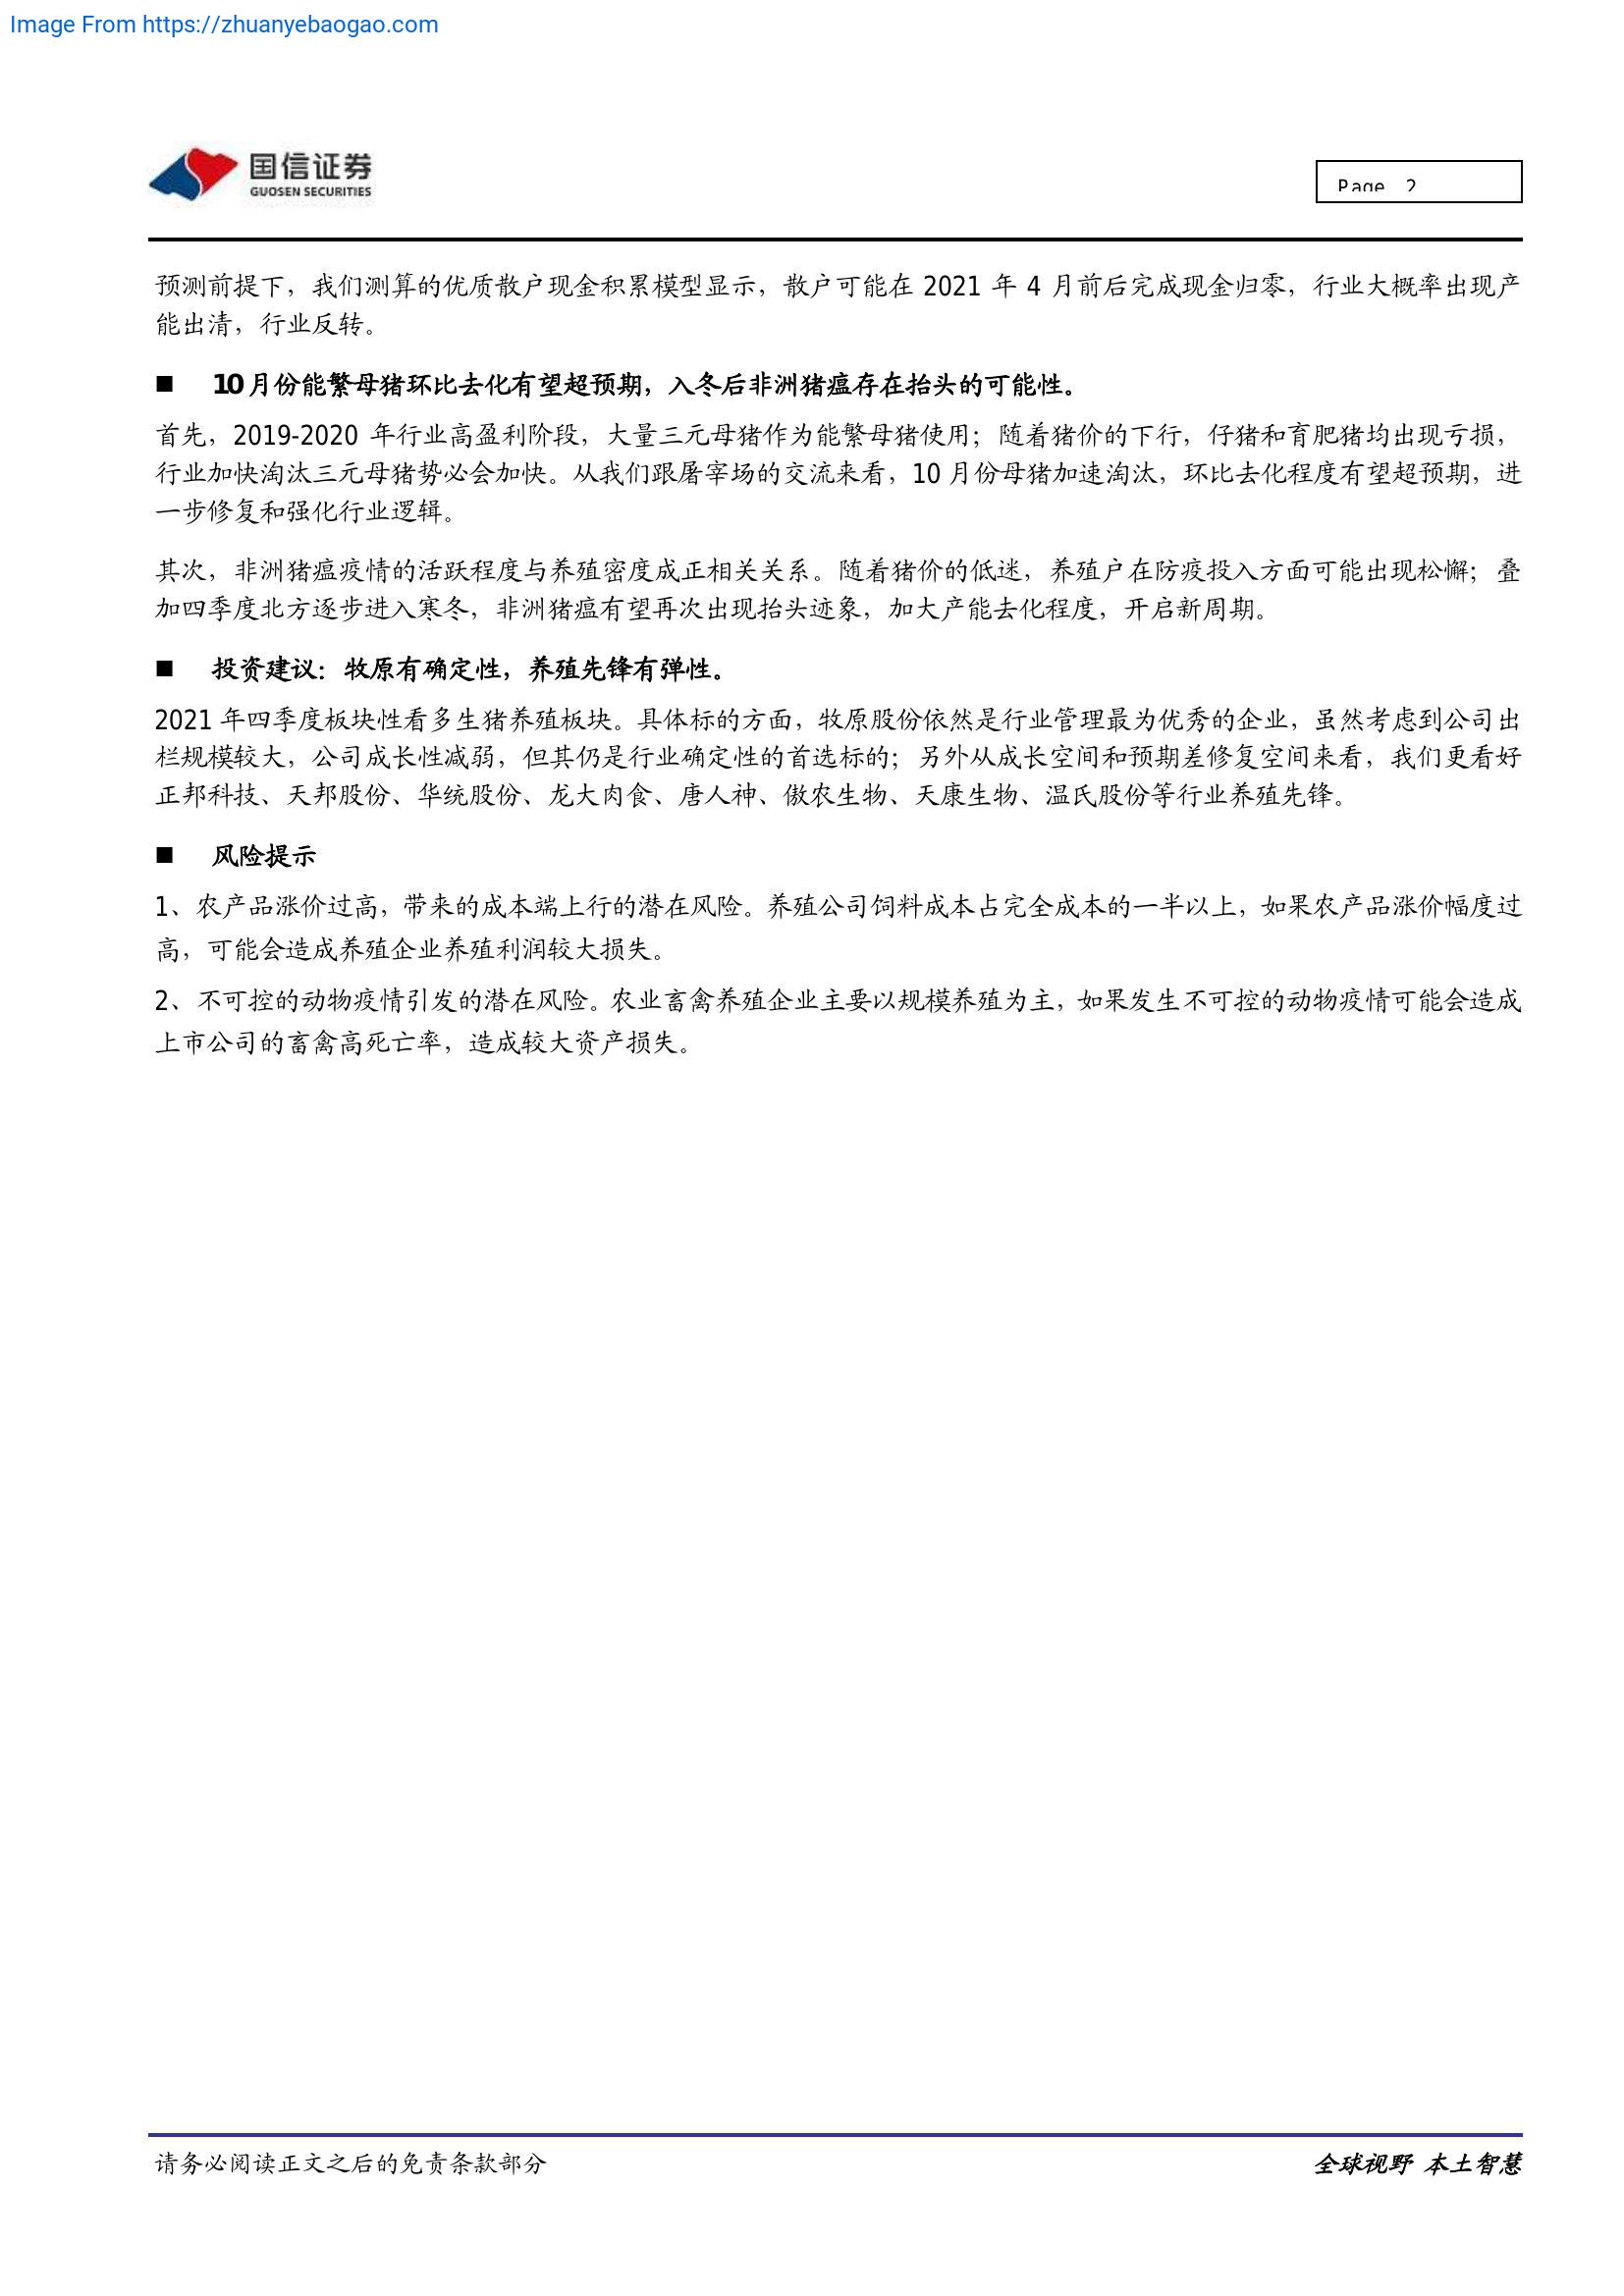 Image From https://zhuanyebaogao.com
国信证券
GUOSEN SECURITIES
Page 2
预测前提下，我们测算的优质散户现金积累模型显示，散户可能在 2021 年 4 月前后完成现金归零，行业大概率出现产
能出清，行业反转。
■ 10 月份能繁母猪环比去化有望超预期，入冬后非洲猪瘟存在抬头的可能性。
首先，2019-2020 年行业高盈利阶段，大量三元母猪作为能繁母猪使用；随着猪价的下行，仔猪和育肥猪均出现亏损，
行业加快淘汰三元母猪势必会加快。从我们跟屠宰场的交流来看，10 月份母猪加速淘汰，环比去化程度有望超预期，进
一步修复和强化行业逻辑。
其次，非洲猪瘟疫情的活跃程度与养殖密度成正相关关系。随着猪价的低迷，养殖户在防疫投入方面可能出现松懈；叠
加四季度北方逐步进入寒冬，非洲猪瘟有望再次出现抬头迹象，加大产能去化程度，开启新周期。
■ 投资建议：牧原有确定性，养殖先锋有弹性。
2021 年四季度板块性看多生猪养殖板块。具体标的方面，牧原股份依然是行业管理最为优秀的企业，虽然考虑到公司出
栏规模较大，公司成长性减弱，但其仍是行业确定性的首选标的；另外从成长空间和预期差修复空间来看，我们更看好
正邦科技、天邦股份、华统股份、龙大肉食、唐人神、傲农生物、天康生物、温氏股份等行业养殖先锋。
■ 风险提示
1、农产品涨价过高，带来的成本端上行的潜在风险。养殖公司饲料成本占完全成本的一半以上，如果农产品涨价幅度过
高，可能会造成养殖企业养殖利润较大损失。
2、不可控的动物疫情引发的潜在风险。农业畜禽养殖企业主要以规模养殖为主，如果发生不可控的动物疫情可能会造成
上市公司的畜禽高死亡率，造成较大资产损失。
请务必阅读正文之后的免责条款部分
全球视野 本土智慧